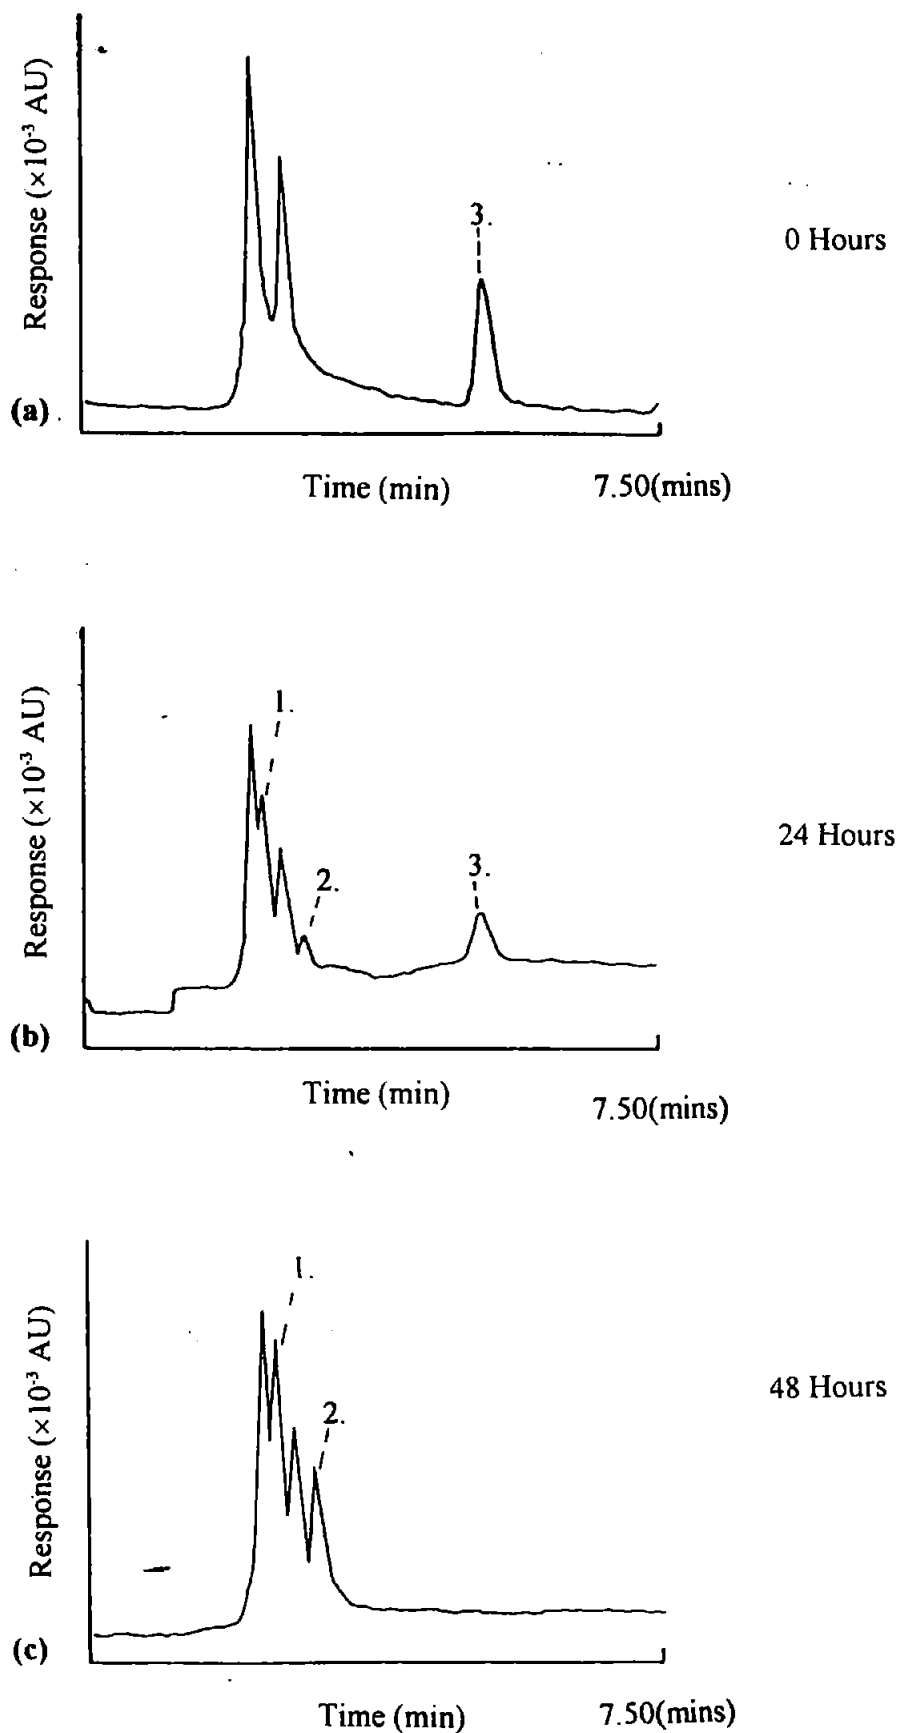 Response (×10⁻³ AU)
3.
0 Hours
(a)
Time (min)
7.50(mins)
Response (×10⁻³ AU)
1.
2.
3.
24 Hours
(b)
Time (min)
7.50(mins)
Response (×10⁻³ AU)
1.
2.
48 Hours
(c)
Time (min)
7.50(mins)